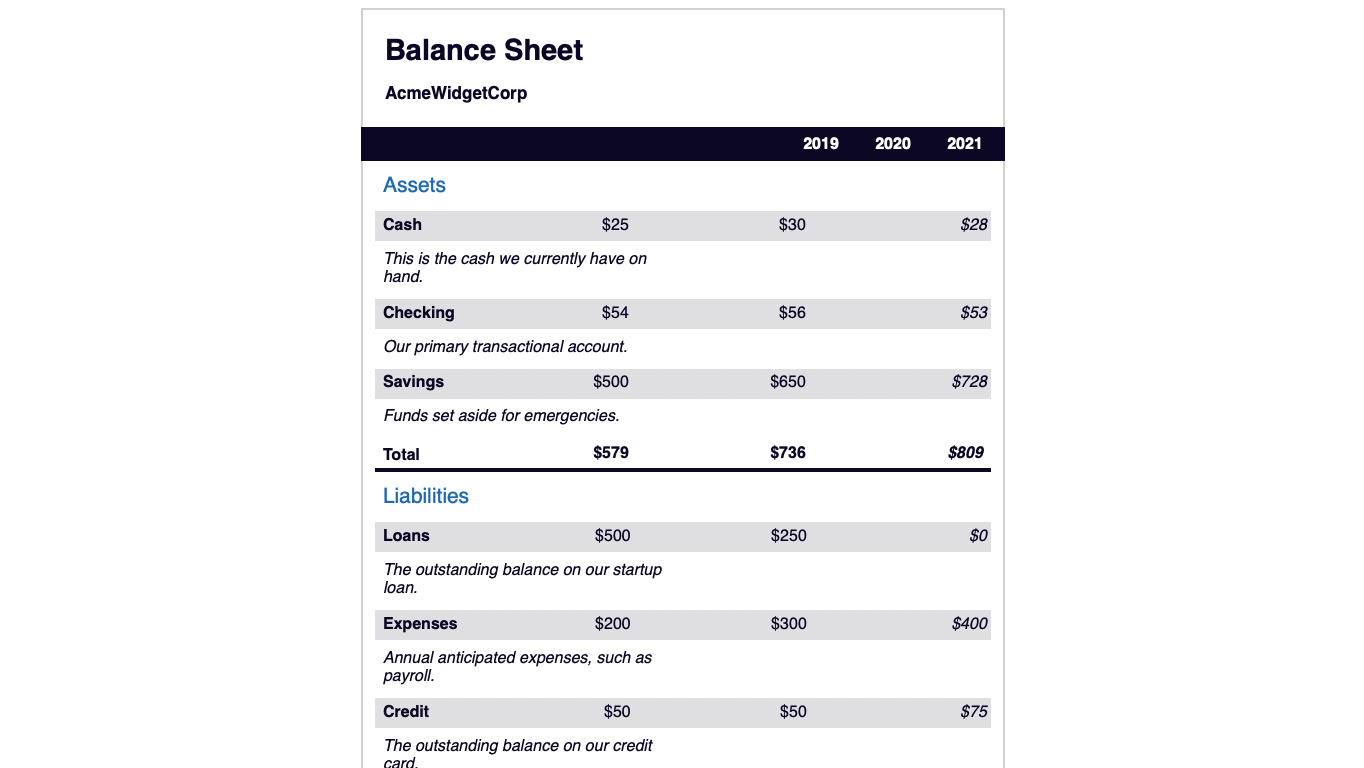 Balance Sheet
AcmeWidgetCorp
2019 2020 2021
Assets
Cash $25 $30 $28
This is the cash we currently have on
hand.
Checking $54 $56 $53
Our primary transactional account.
Savings $500 $650 $728
Funds set aside for emergencies.
Total $579 $736 $809
Liabilities
Loans $500 $250 $0
The outstanding balance on our startup
loan.
Expenses $200 $300 $400
Annual anticipated expenses, such as
payroll.
Credit $50 $50 $75
The outstanding balance on our credit
card.